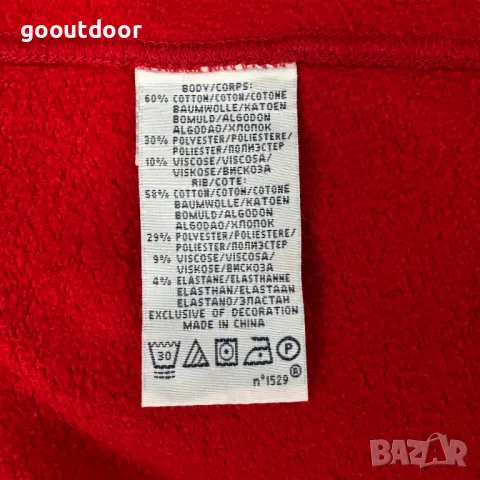 gooutdoor
BODY/CORPS:
60% COTTON/COTON/COTONE
BAUMWOLLE/KATOEN
BOMULD/ALGODON
ALGODAO/ХЛОПОК
30% POLYESTER/POLIESTERE/
POLIESTER/ПОЛИЭСТЕР
10% VISCOSE/VISCOSA/
VISKOSE/ВИСКОЗА
RIB/COTE:
58% COTTON/COTON/COTONE
BAUMWOLLE/KATOEN
BOMULD/ALGODON
ALGODAO/ХЛОПОК
29% POLYESTER/POLIESTERE/
POLIESTER/ПОЛИЭСТЕР
9% VISCOSE/VISCOSA/
VISKOSE/ВИСКОЗА
4% ELASTANE/ELASTHANNE
ELASTHAN/ELASTAAN
ELASTANO/ЭЛАСТАН
EXCLUSIVE OF DECORATION
MADE IN CHINA
30 P
n°1529 ®
BAZAR